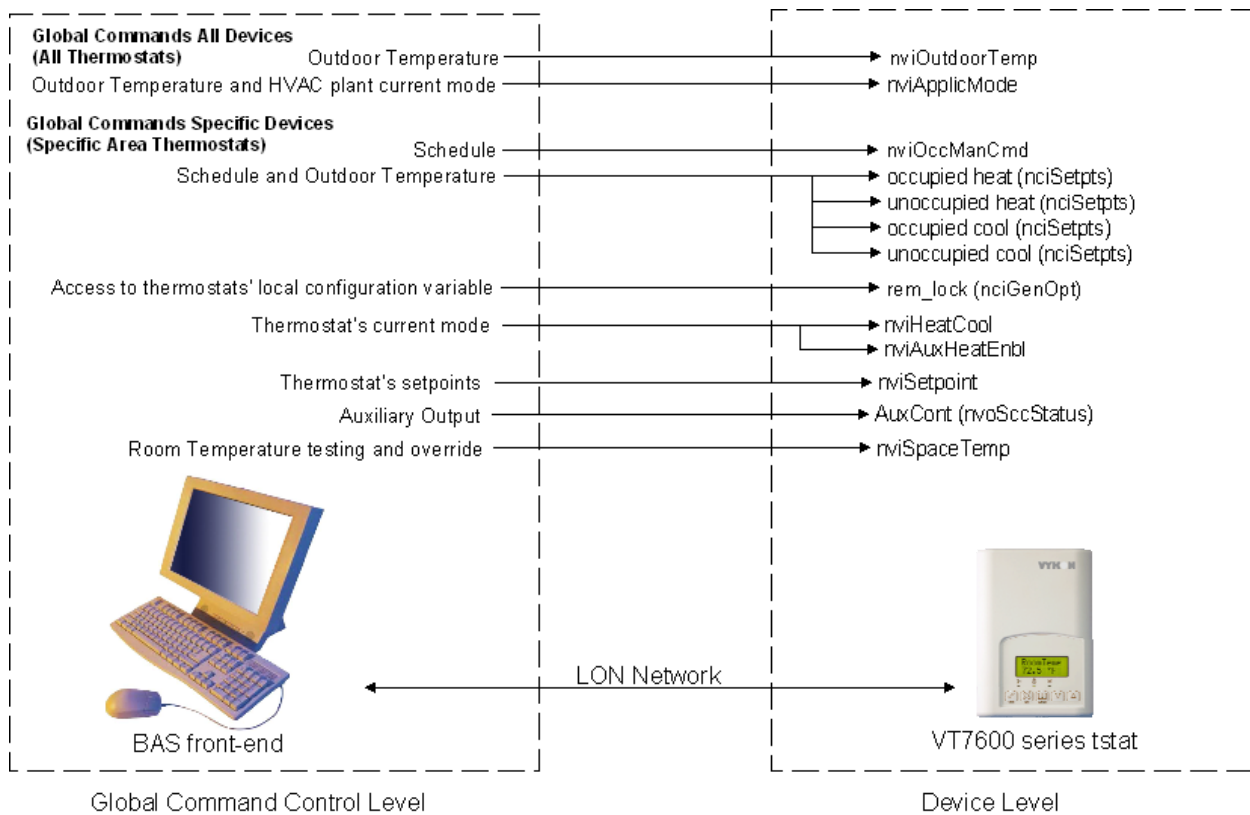 Global Commands All Devices
(All Thermostats)
Outdoor Temperature
nviOutdoorTemp
Outdoor Temperature and HVAC plant current mode
nviApplicMode
Global Commands Specific Devices
(Specific Area Thermostats)
Schedule
nviOccManCmd
Schedule and Outdoor Temperature
occupied heat (nciSetpts)
unoccupied heat (nciSetpts)
occupied cool (nciSetpts)
unoccupied cool (nciSetpts)
Access to thermostats' local configuration variable
rem_lock (nciGenOpt)
Thermostat's current mode
nviHeatCool
nviAuxHeatEnbl
Thermostat's setpoints
nviSetpoint
Auxiliary Output
AuxCont (nvoSccStatus)
Room Temperature testing and override
nviSpaceTemp
RoomTemp
LON Network
BAS front-end
VT7600 series tstat
Global Command Control Level
Device Level